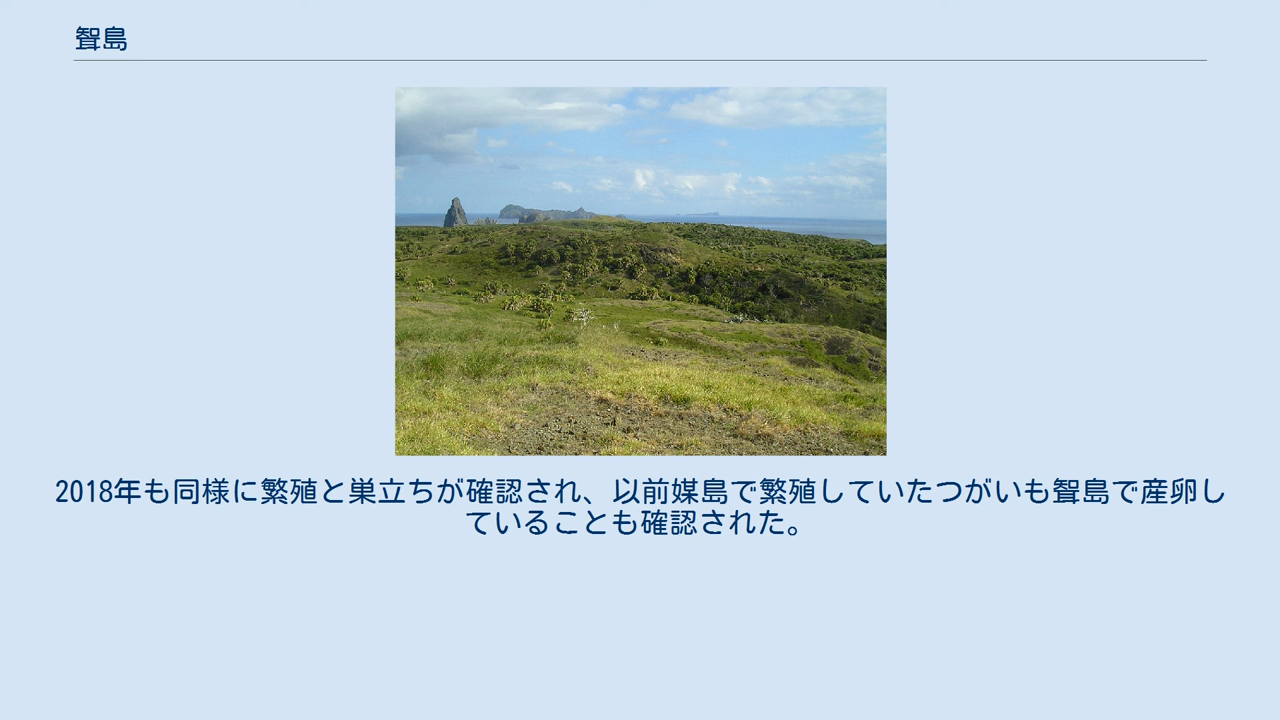 聟島
2018年も同様に繁殖と巣立ちが確認され、以前媒島で繁殖していたつがいも聟島で産卵し
ていることも確認された。